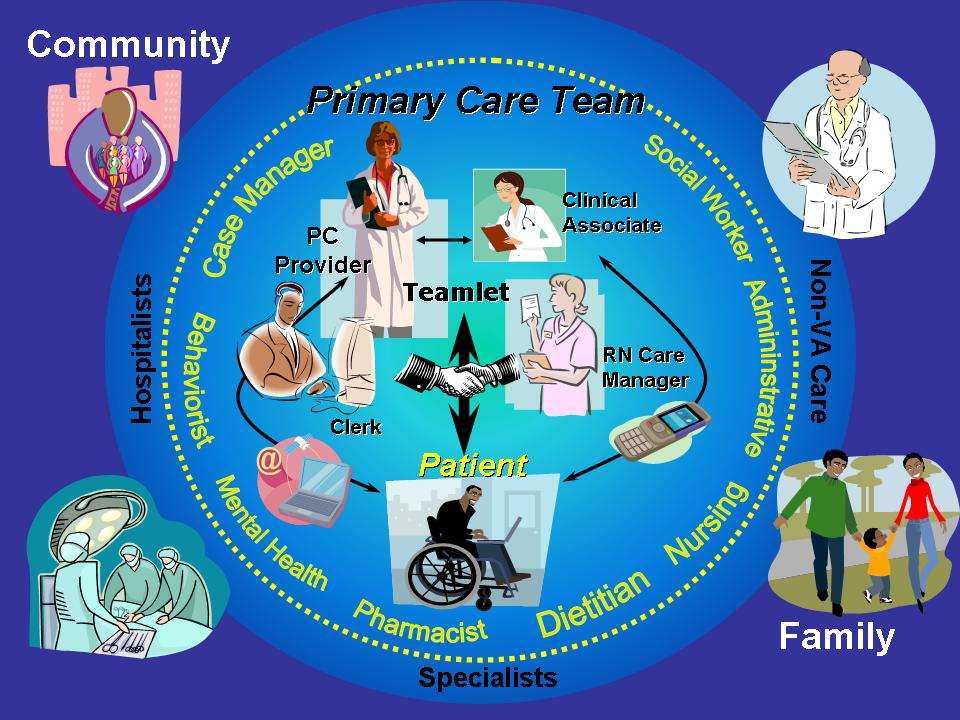 Community
Primary Care Team
Case Manager
Social Worker
Clinical
Associate
PC
Provider
Teamlet
Hospitalists
Non-VA Care
Behaviorist
Admininstrative
RN Care
Manager
Clerk
@
Patient
Mental Health
Nursing
Pharmacist
Dietitian
Family
Specialists